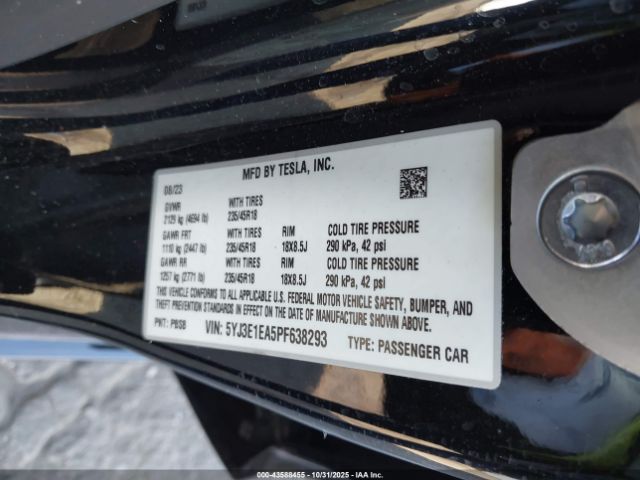 MFD BY TESLA, INC.
08/23
GVWR WITH TIRES
2129 kg (4694 lb) 235/45R18
GAWR FRT WITH TIRES RIM COLD TIRE PRESSURE
1110 kg (2447 lb) 235/45R18 18X8.5J 290 kPa, 42 psi
GAWR RR WITH TIRES RIM COLD TIRE PRESSURE
1257 kg (2771 lb) 235/45R18 18X8.5J 290 kPa, 42 psi
THIS VEHICLE CONFORMS TO ALL APPLICABLE U.S. FEDERAL MOTOR VEHICLE SAFETY, BUMPER, AND
THEFT PREVENTION STANDARDS IN EFFECT ON THE DATE OF MANUFACTURE SHOWN ABOVE.
PNT: PBSB VIN: 5YJ3E1EA5PF638293 TYPE: PASSENGER CAR
000-43588455 - 10/31/2025 - IAA Inc.